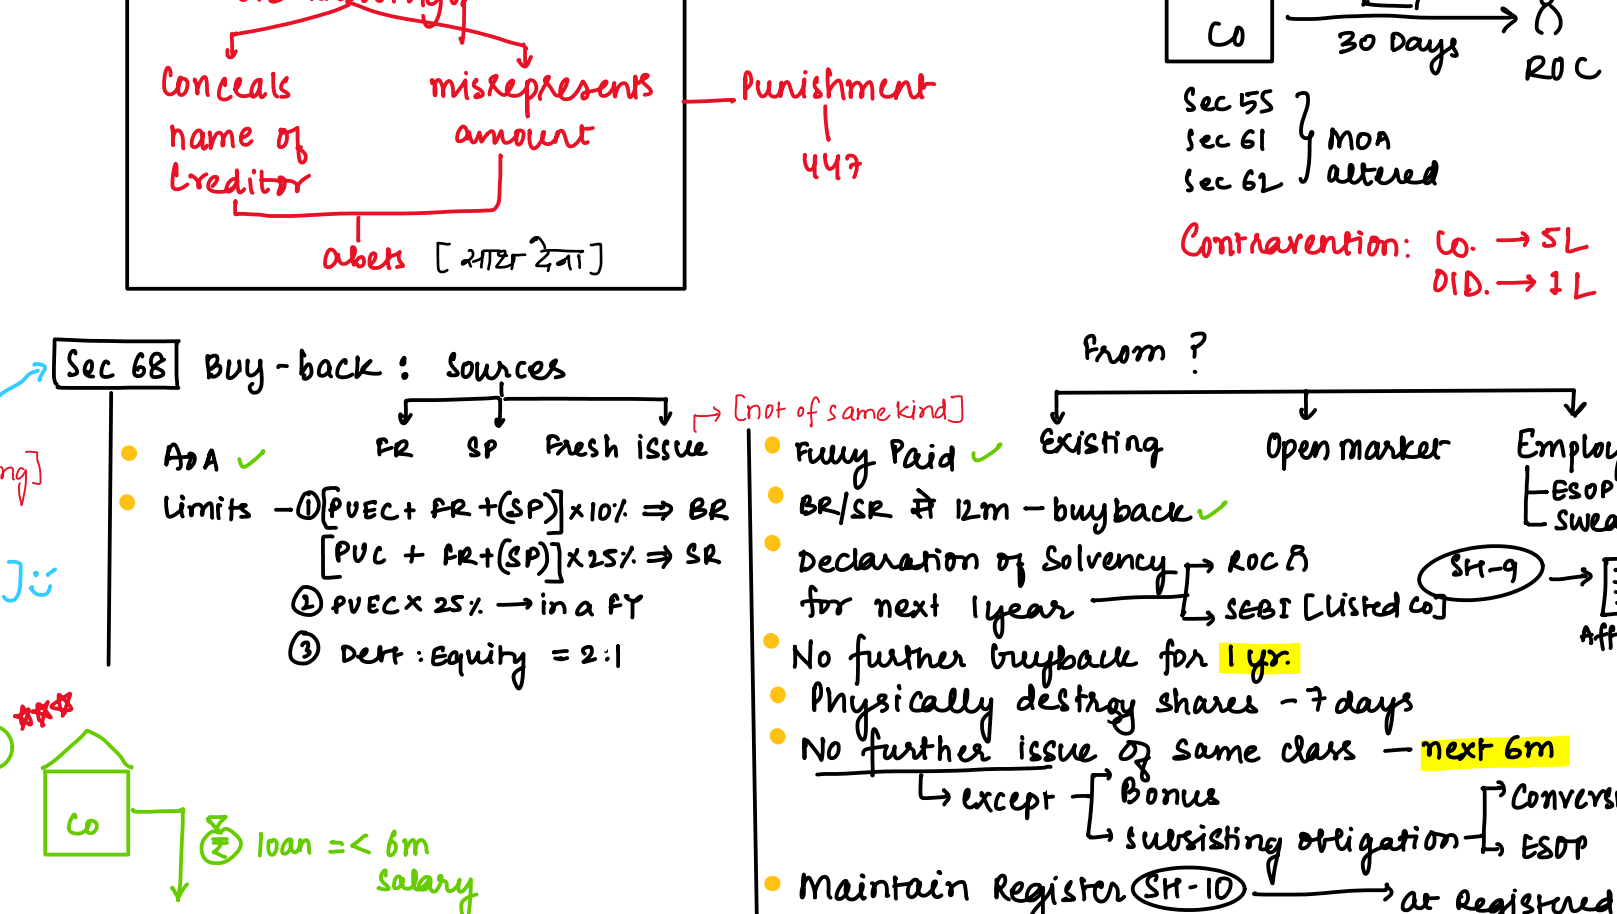 Conceals
name of
Creditor
misrepresents
amount
abets [साथ देना]
Punishment
447
CO
30 Days
ROC
Sec 55
Sec 61
Sec 62
MOA
altered
Contravention: Co. → 5L
OID. → 1L
Sec 68 Buy-back : Sources
FR SP Fresh issue
→ [not of same kind]
ng]
]
AOA ✓
Limits - ① [PUEC + FR + (SP)] × 10% ⇒ BR
[PUC + FR + (SP)] × 25% ⇒ SR
② PUEC × 25% → in a FY
③ Debt : Equity = 2:1
From ?
Existing Open market Employ
ESOP
Swea
Fully Paid ✓
BR/SR से 12m - buyback ✓
Declaration of Solvency
for next 1 year
→ ROC
→ SEBI [Listed Co]
SH-9 →
Aff
No further buyback for 1 yr.
Physically destroy shares - 7 days
No further issue of same class - next 6m
→ except
Bonus
→ subsisting obligation
→ Convers
→ ESOP
Maintain Register SH-10 → at Registered
CO
₹ loan =< 6m
salary